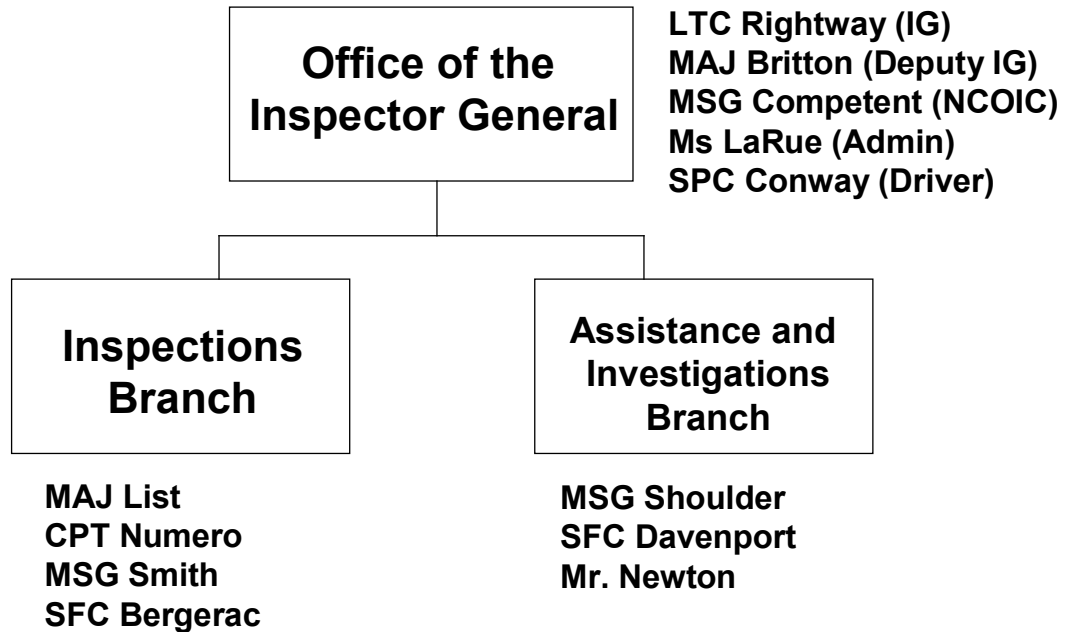 Office of the
Inspector General
LTC Rightway (IG)
MAJ Britton (Deputy IG)
MSG Competent (NCOIC)
Ms LaRue (Admin)
SPC Conway (Driver)
Inspections
Branch
MAJ List
CPT Numero
MSG Smith
SFC Bergerac
Assistance and
Investigations
Branch
MSG Shoulder
SFC Davenport
Mr. Newton